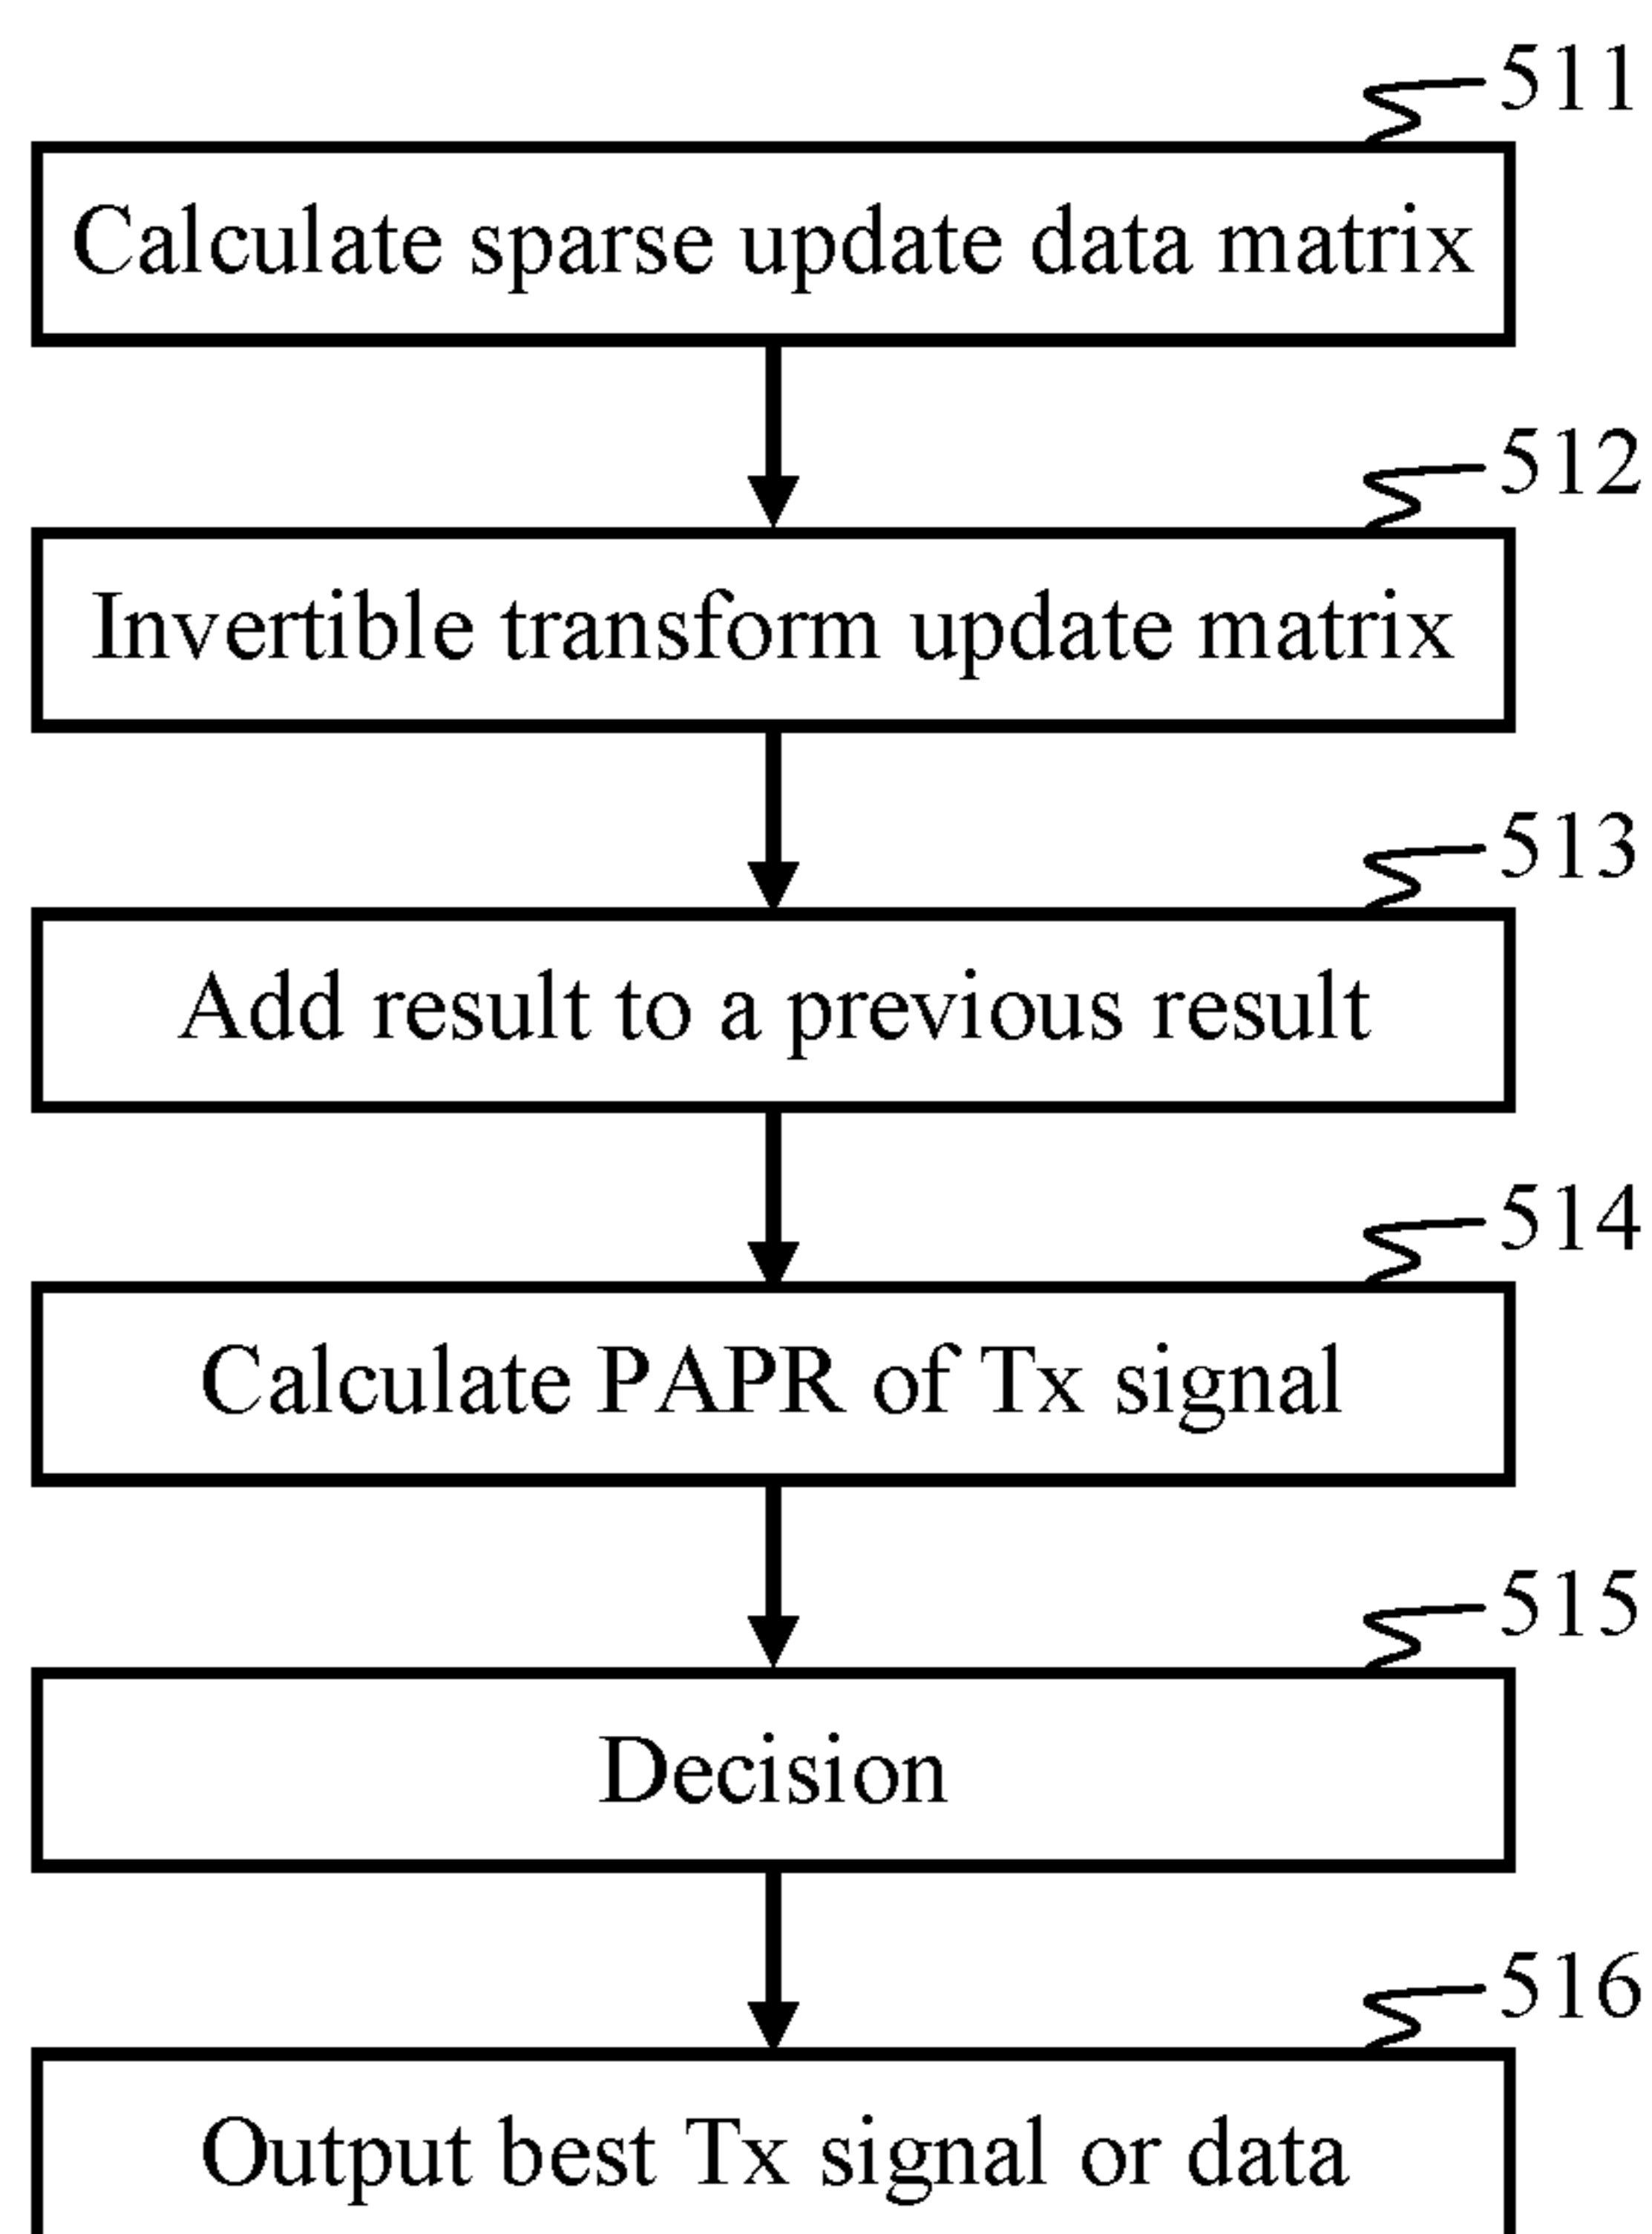 511
Calculate sparse update data matrix
512
Invertible transform update matrix
513
Add result to a previous result
514
Calculate PAPR of Tx signal
515
Decision
516
Output best Tx signal or data